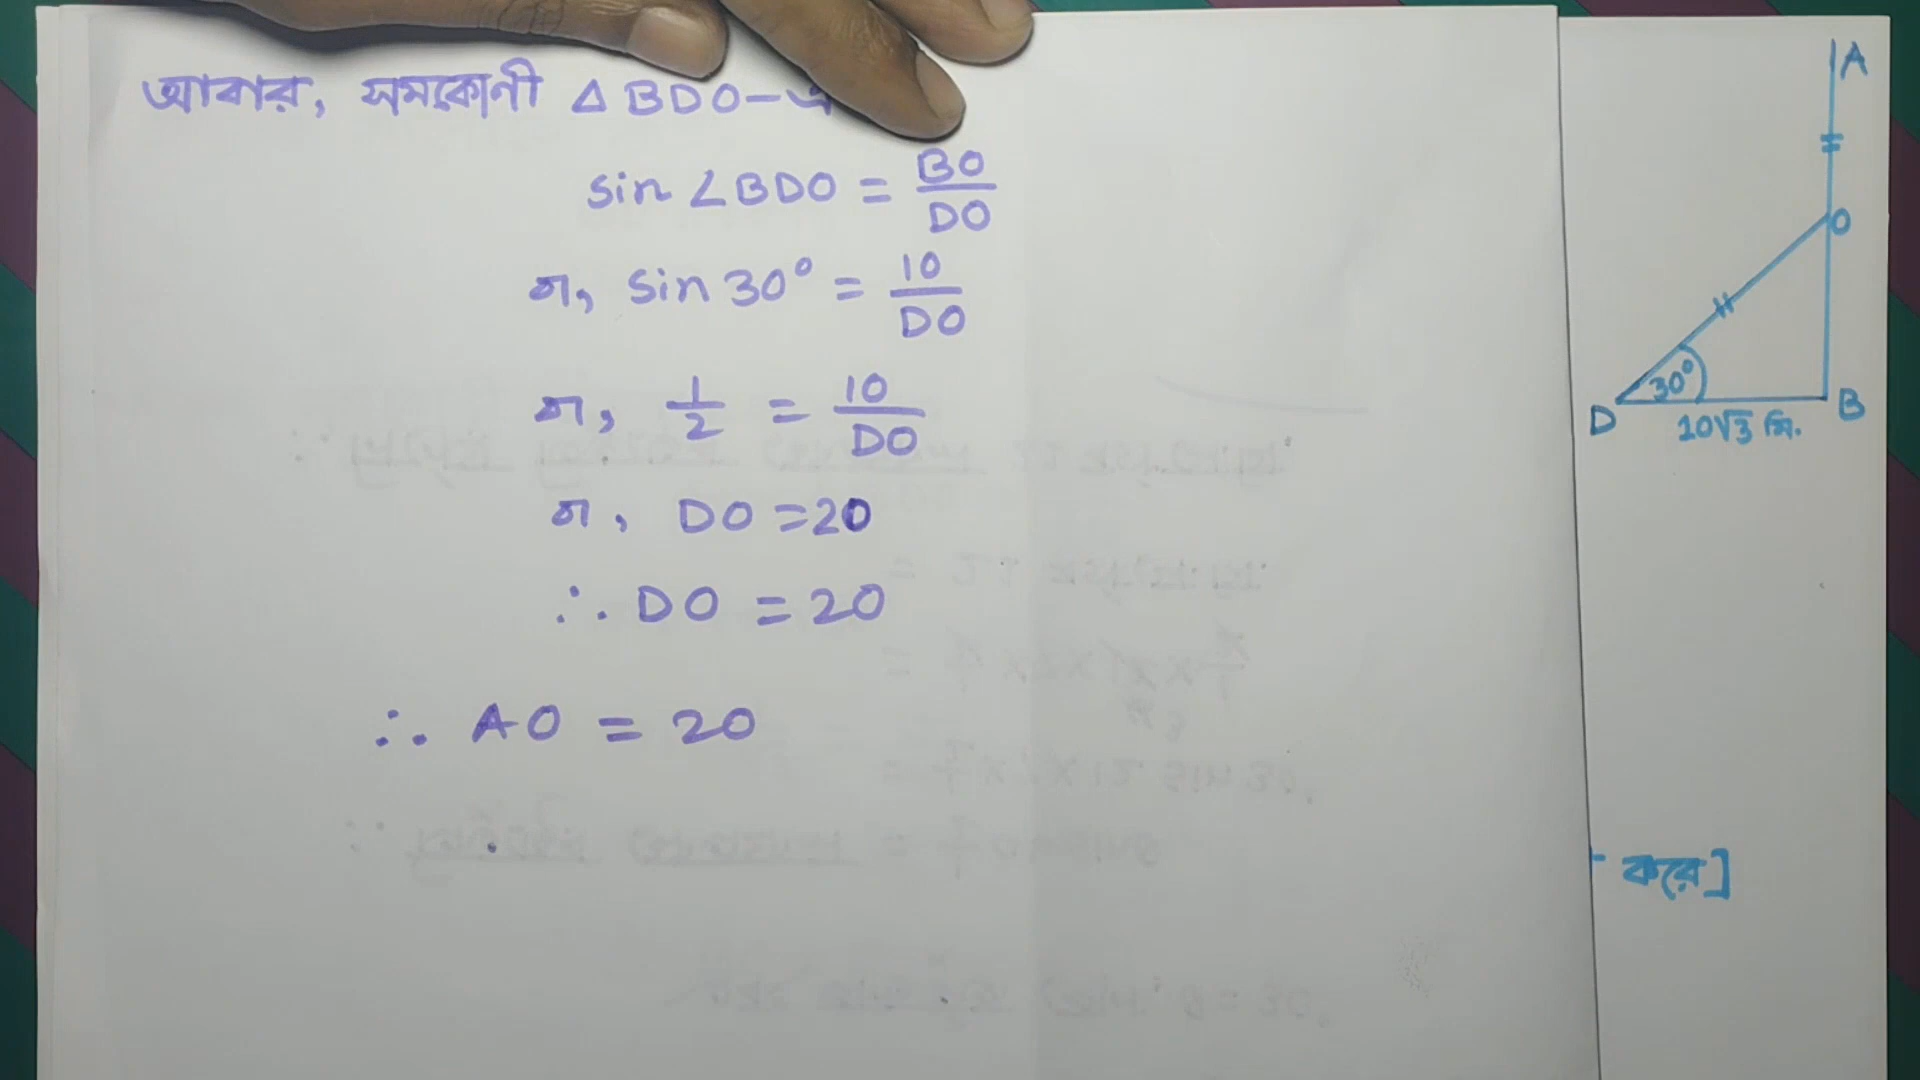 আবার, সমকোণী △ BDO-এ
sin ∠BDO = BO/DO
বা, sin 30° = 10/DO
বা, 1/2 = 10/DO
বা, DO = 20
∴ DO = 20
∴ AO = 20
A
O
30°
D
B
10√3 মি.
করে]